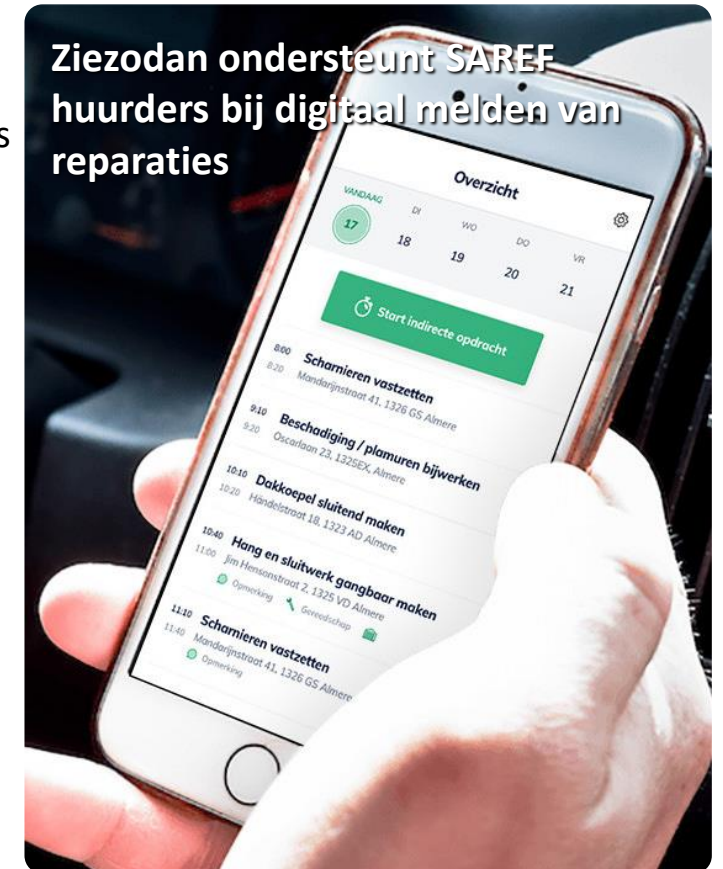 Ziezodan ondersteunt SAREF
huurders bij digitaal melden van
reparaties
s
Overzicht
VANDAAG DI WO DO VR
17 18 19 20 21
Start indirecte opdracht
8:00 Scharnieren vastzetten
8:20 Mandarijnstraat 41, 1326 GS Almere
9:10 Beschadiging / plamuren bijwerken
9:20 Oscarlaan 23, 1325EX, Almere
10:10 Dakkoepel sluitend maken
10:20 Händelstraat 18, 1323 AD Almere
10:40 Hang en sluitwerk gangbaar maken
11:00 Jim Hensonstraat 2, 1325 VD Almere
Opmerking Gereedschap
11:10 Scharnieren vastzetten
11:40 Mandarijnstraat 41, 1326 GS Almere
Opmerking